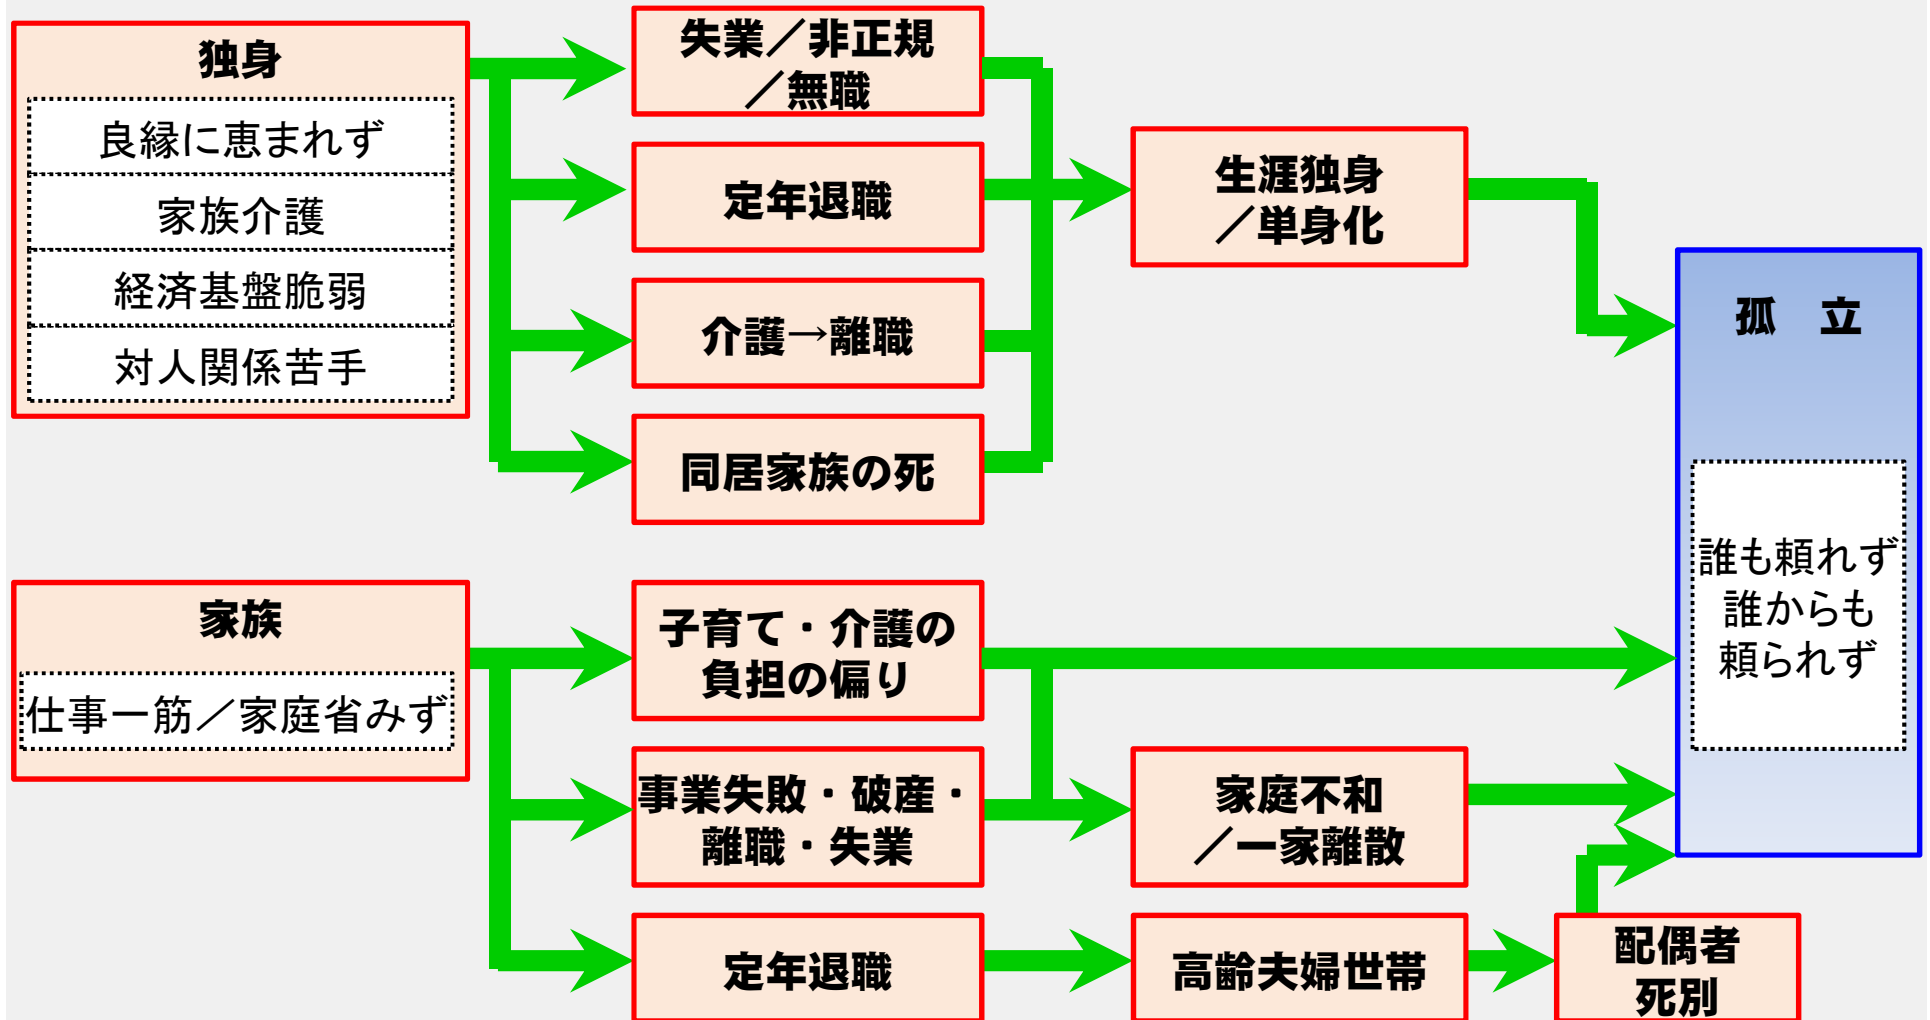 独身
良縁に恵まれず
家族介護
経済基盤脆弱
対人関係苦手
失業／非正規
／無職
定年退職
介護→離職
同居家族の死
生涯独身
／単身化
孤　立
誰も頼れず
誰からも
頼られず
家族
仕事一筋／家庭省みず
子育て・介護の
負担の偏り
事業失敗・破産・
離職・失業
定年退職
家庭不和
／一家離散
高齢夫婦世帯
配偶者
死別